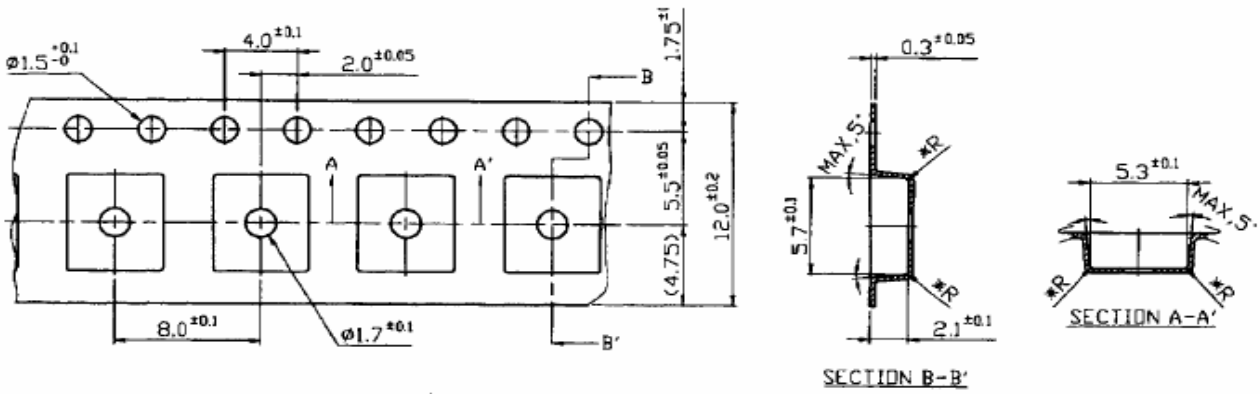 ø1.5 +0.1 -0
4.0±0.1
2.0±0.05
B
1.75±
A
A'
5.5±0.05
(4.75)
12.0±0.2
8.0±0.1
ø1.7±0.1
B'
0.3±0.05
MAX,5°
※R
5.7±0.1
※R
2.1±0.1
SECTION B-B'
5.3±0.1
MAX,5°
※R
※R
SECTION A-A'